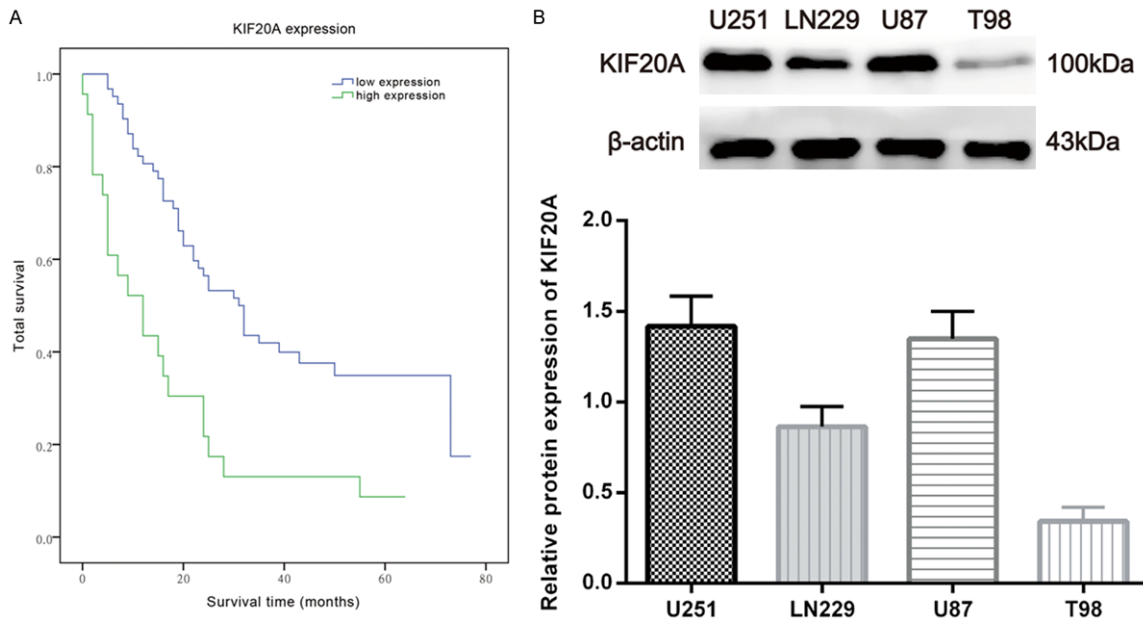 A
KIF20A expression
low expression
high expression
1.0
0.8
0.6
0.4
0.2
0.0
Total survival
0 20 40 60 80
Survival time (months)
B
U251 LN229 U87 T98
KIF20A 100kDa
β-actin 43kDa
Relative protein expression of KIF20A
2.0
1.5
1.0
0.5
0.0
U251 LN229 U87 T98